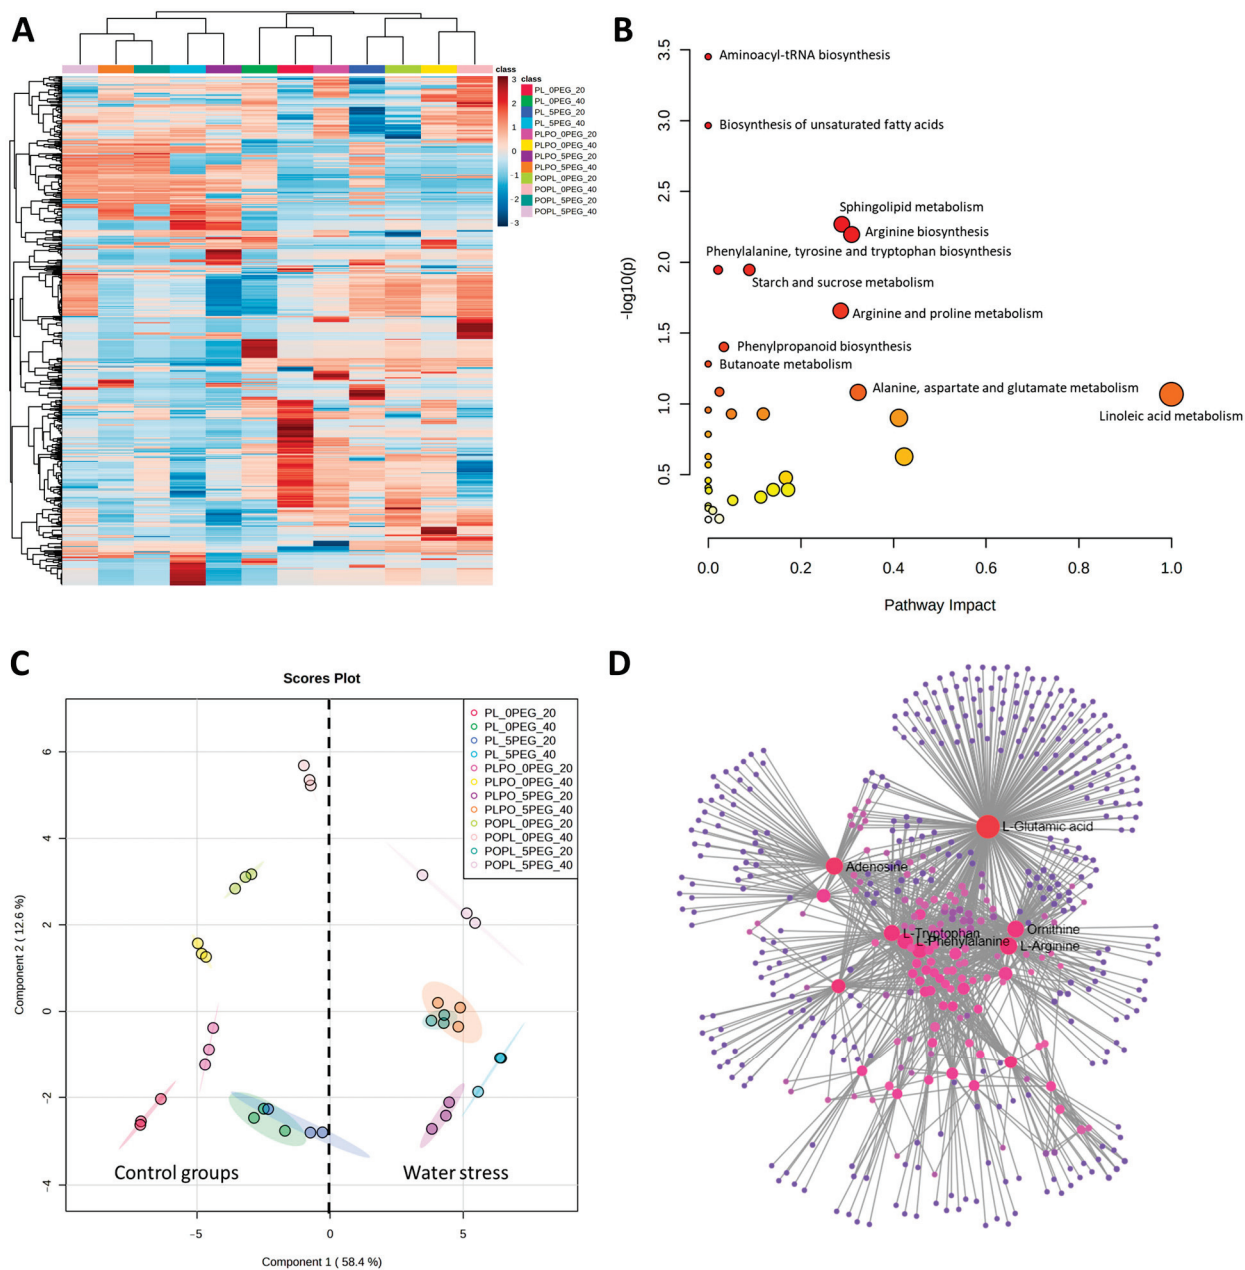 A
class
class
3
2
1
0
-1
-2
-3
PL_0PEG_20
PL_0PEG_40
PL_5PEG_20
PL_5PEG_40
PLPO_0PEG_20
PLPO_0PEG_40
PLPO_5PEG_20
PLPO_5PEG_40
POPL_0PEG_20
POPL_0PEG_40
POPL_5PEG_20
POPL_5PEG_40
B
-log10(p)
3.5
3.0
2.5
2.0
1.5
1.0
0.5
Aminoacyl-tRNA biosynthesis
Biosynthesis of unsaturated fatty acids
Sphingolipid metabolism
Arginine biosynthesis
Phenylalanine, tyrosine and tryptophan biosynthesis
Starch and sucrose metabolism
Arginine and proline metabolism
Phenylpropanoid biosynthesis
Butanoate metabolism
Alanine, aspartate and glutamate metabolism
Linoleic acid metabolism
0.0 0.2 0.4 0.6 0.8 1.0
Pathway Impact
C
Scores Plot
Component 2 ( 12.6 %)
6
4
2
0
-2
-4
PL_0PEG_20
PL_0PEG_40
PL_5PEG_20
PL_5PEG_40
PLPO_0PEG_20
PLPO_0PEG_40
PLPO_5PEG_20
PLPO_5PEG_40
POPL_0PEG_20
POPL_0PEG_40
POPL_5PEG_20
POPL_5PEG_40
Control groups Water stress
-5 0 5
Component 1 ( 58.4 %)
D
L-Glutamic acid
Adenosine
L-Tryptophan
L-Phenylalanine
Ornithine
L-Arginine